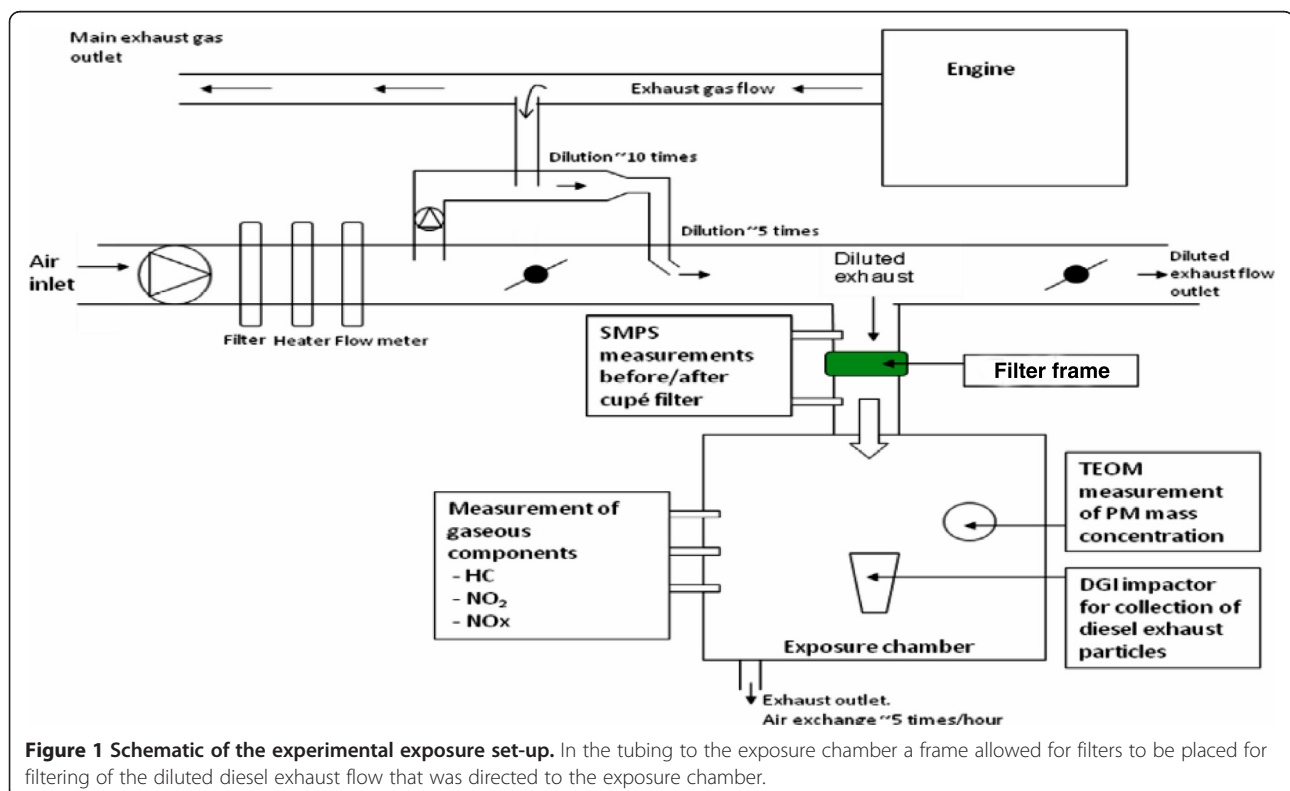 Main exhaust gas
outlet
Engine
Exhaust gas flow
Dilution ~10 times
Dilution ~5 times
Air
inlet
Diluted
exhaust
Diluted
exhaust flow
outlet
Filter Heater Flow meter
SMPS
measurements
before/after
cupé filter
Filter frame
TEOM
measurement
of PM mass
concentration
Measurement of
gaseous
components
- HC
- NO₂
- NOx
DGI impactor
for collection of
diesel exhaust
particles
Exposure chamber
Exhaust outlet.
Air exchange ~5 times/hour
Figure 1 Schematic of the experimental exposure set-up. In the tubing to the exposure chamber a frame allowed for filters to be placed for
filtering of the diluted diesel exhaust flow that was directed to the exposure chamber.